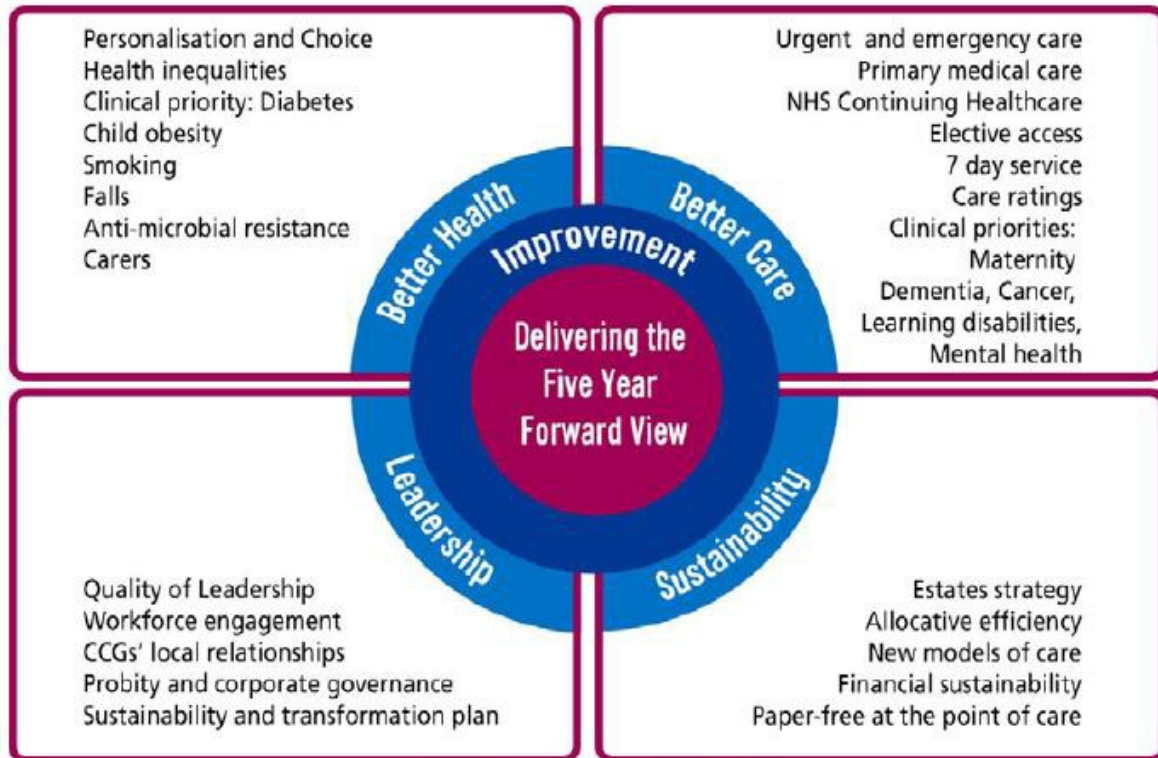 Personalisation and Choice
Health inequalities
Clinical priority: Diabetes
Child obesity
Smoking
Falls
Anti-microbial resistance
Carers
Urgent and emergency care
Primary medical care
NHS Continuing Healthcare
Elective access
7 day service
Care ratings
Clinical priorities:
Maternity
Dementia, Cancer,
Learning disabilities,
Mental health
Better Health
Better Care
Improvement
Delivering the
Five Year
Forward View
Leadership
Sustainability
Quality of Leadership
Workforce engagement
CCGs' local relationships
Probity and corporate governance
Sustainability and transformation plan
Estates strategy
Allocative efficiency
New models of care
Financial sustainability
Paper-free at the point of care